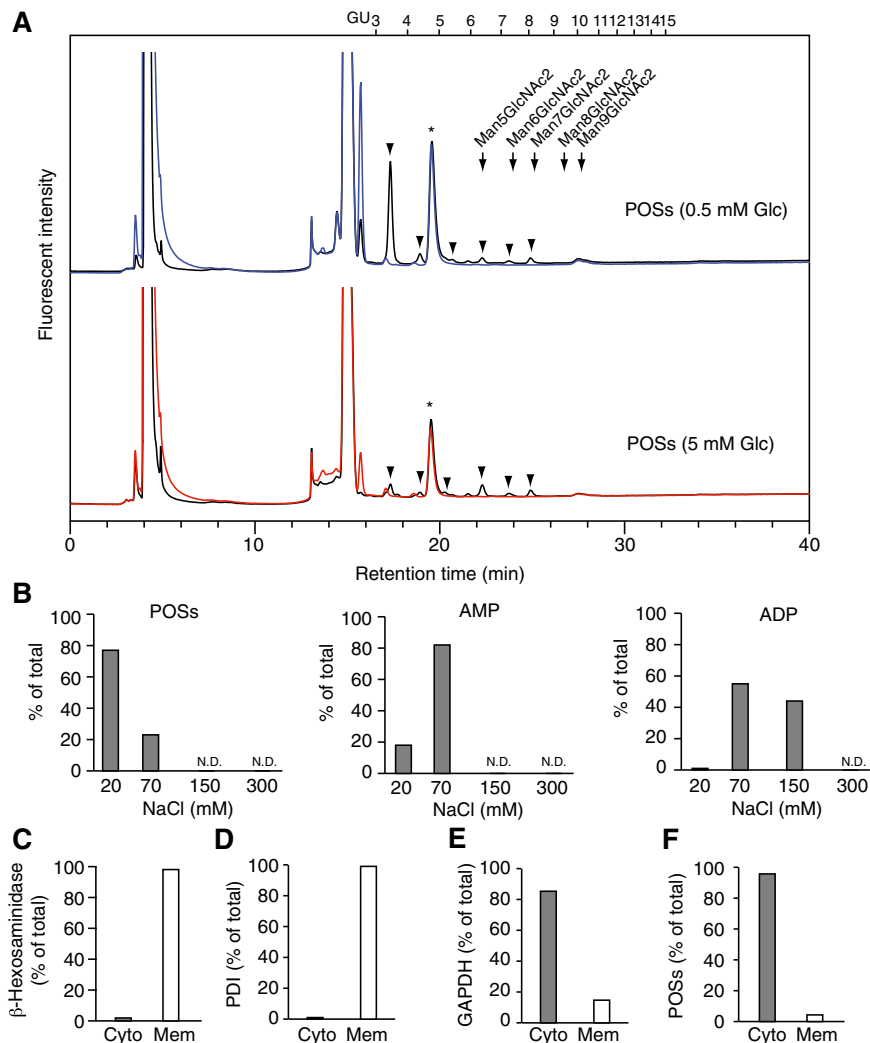 A
GU 3 4 5 6 7 8 9 10 11 12 13 14 15
Man5GlcNAc2
Man6GlcNAc2
Man7GlcNAc2
Man8GlcNAc2
Man9GlcNAc2
*
POSs (0.5 mM Glc)
Fluorescent intensity
*
POSs (5 mM Glc)
0 10 20 30 40
Retention time (min)
B
POSs
% of total
100
80
60
40
20
0
N.D. N.D.
20 70 150 300
NaCl (mM)
AMP
% of total
100
80
60
40
20
0
N.D. N.D.
20 70 150 300
NaCl (mM)
ADP
% of total
100
80
60
40
20
0
N.D.
20 70 150 300
NaCl (mM)
C
β-Hexosaminidase
(% of total)
100
80
60
40
20
0
Cyto Mem
D
PDI (% of total)
100
80
60
40
20
0
Cyto Mem
E
GAPDH (% of total)
100
80
60
40
20
0
Cyto Mem
F
POSs (% of total)
100
80
60
40
20
0
Cyto Mem